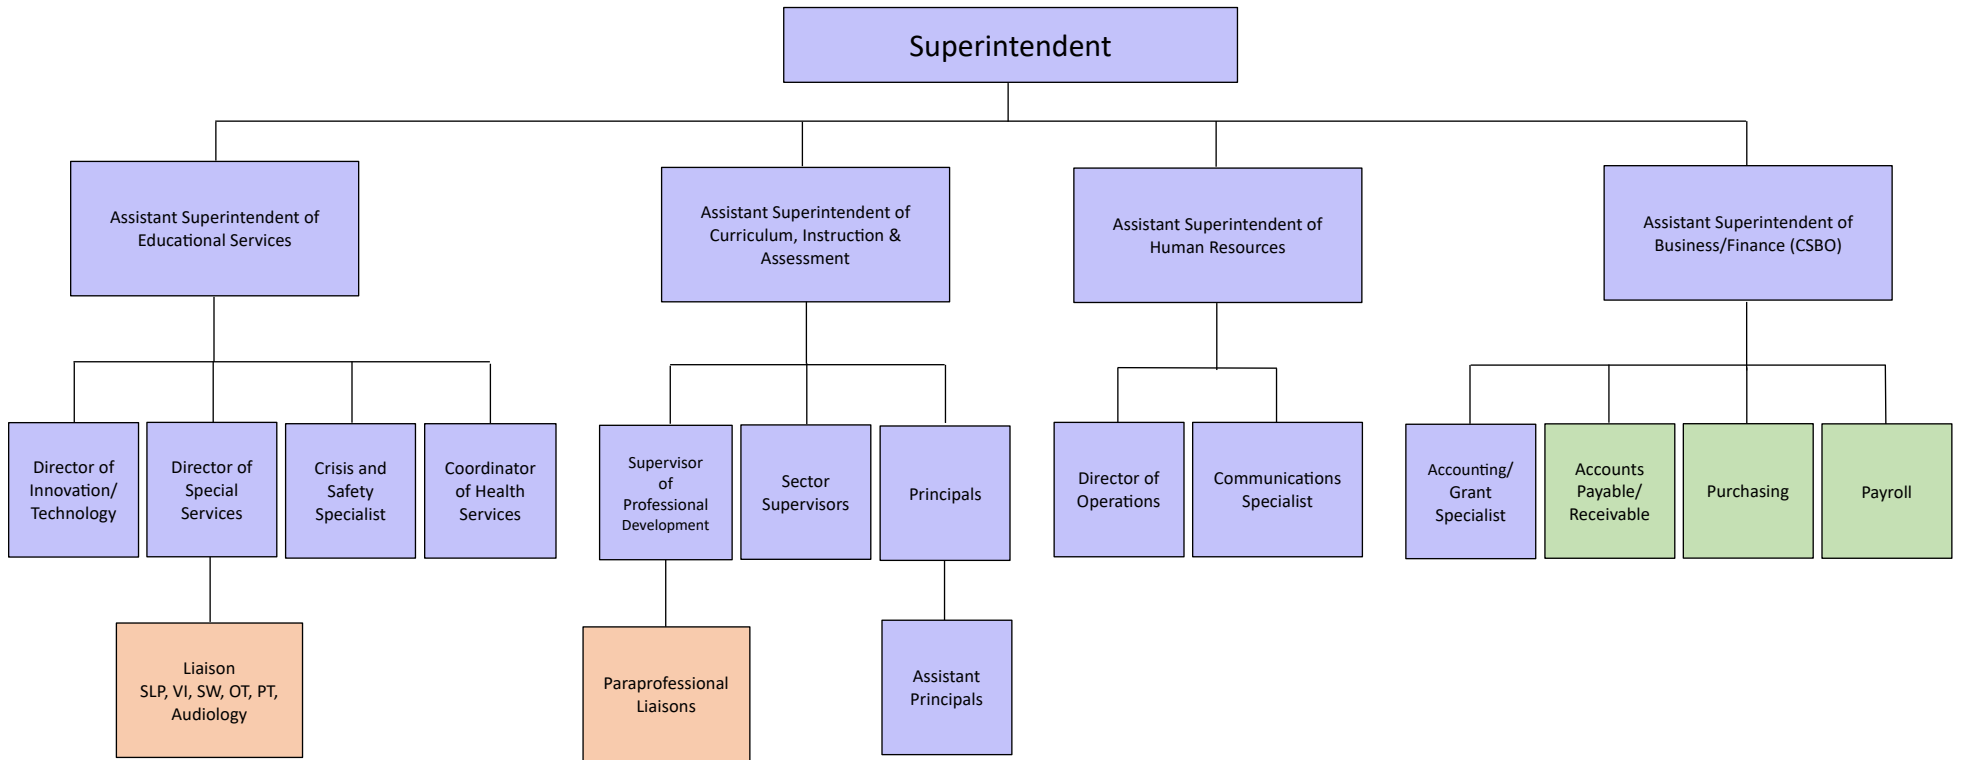 Superintendent
Assistant Superintendent of
Educational Services
Assistant Superintendent of
Curriculum, Instruction &
Assessment
Assistant Superintendent of
Human Resources
Assistant Superintendent of
Business/Finance (CSBO)
Director of
Innovation/
Technology
Director of
Special
Services
Crisis and
Safety
Specialist
Coordinator
of Health
Services
Supervisor
of
Professional
Development
Sector
Supervisors
Principals
Director of
Operations
Communications
Specialist
Accounting/
Grant
Specialist
Accounts
Payable/
Receivable
Purchasing
Payroll
Liaison
SLP, VI, SW, OT, PT,
Audiology
Paraprofessional
Liaisons
Assistant
Principals